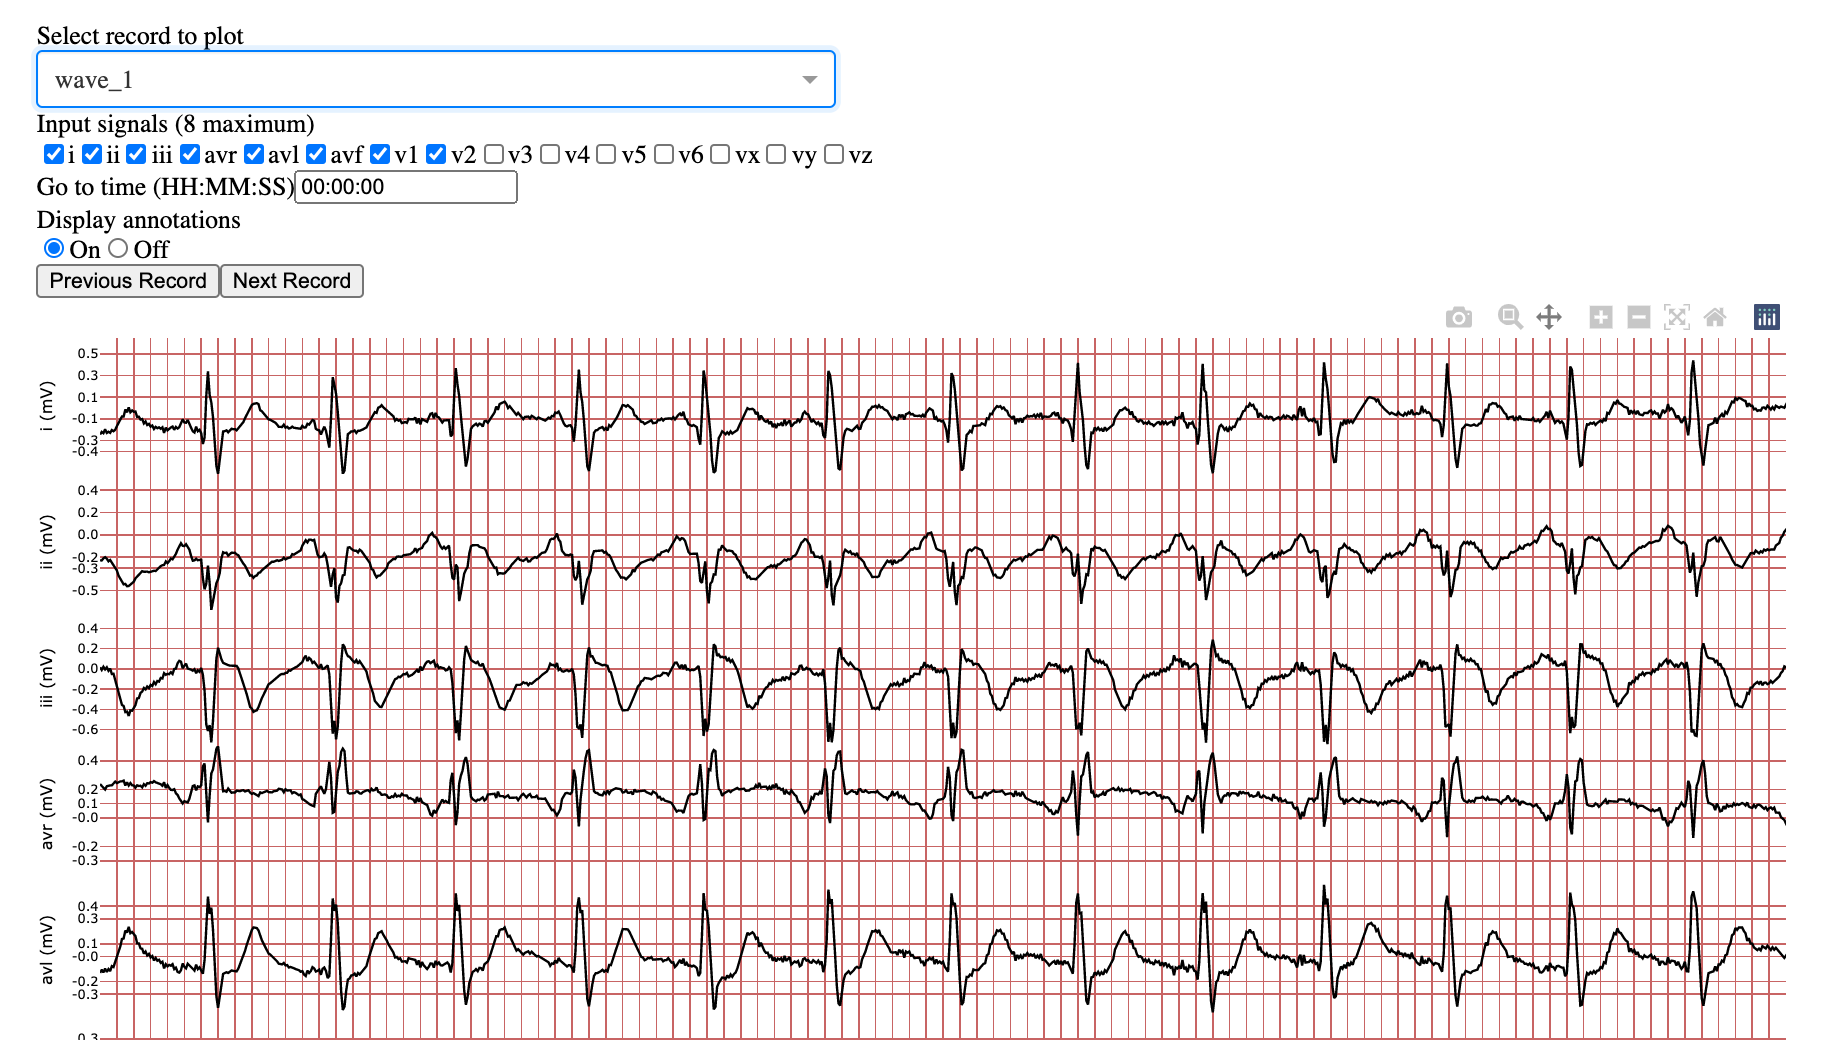 Select record to plot
wave_1
Input signals (8 maximum)
i ii iii avr avl avf v1 v2 v3 v4 v5 v6 vx vy vz
Go to time (HH:MM:SS) 00:00:00
Display annotations
On Off
Previous Record Next Record
i (mV)
0.5
0.3
0.1
-0.1
-0.3
-0.4
ii (mV)
0.4
0.2
0.0
-0.2
-0.3
-0.5
iii (mV)
0.4
0.2
0.0
-0.2
-0.4
-0.6
avr (mV)
0.4
0.2
0.1
-0.0
-0.2
-0.3
avl (mV)
0.4
0.3
0.1
-0.0
-0.2
-0.3
0.3